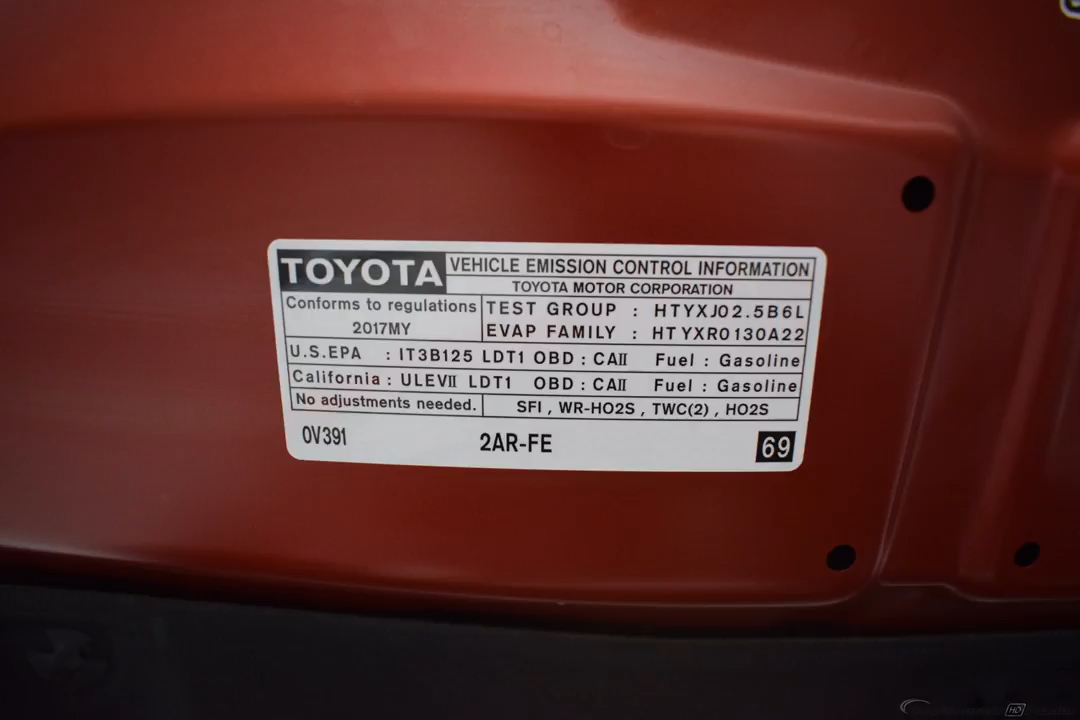 TOYOTA VEHICLE EMISSION CONTROL INFORMATION
TOYOTA MOTOR CORPORATION
Conforms to regulations
2017MY
TEST GROUP : HTYXJ02.5B6L
EVAP FAMILY : HTYXR0130A22
U.S.EPA : IT3B125 LDT1 OBD : CAII Fuel : Gasoline
California : ULEVII LDT1 OBD : CAII Fuel : Gasoline
No adjustments needed. SFI , WR-HO2S , TWC(2) , HO2S
0V391 2AR-FE 69
HD